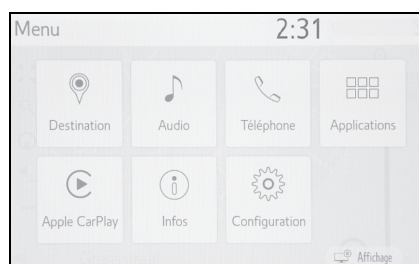 Menu 2:31
Destination Audio Téléphone Applications
Apple CarPlay Infos Configuration
Affichage